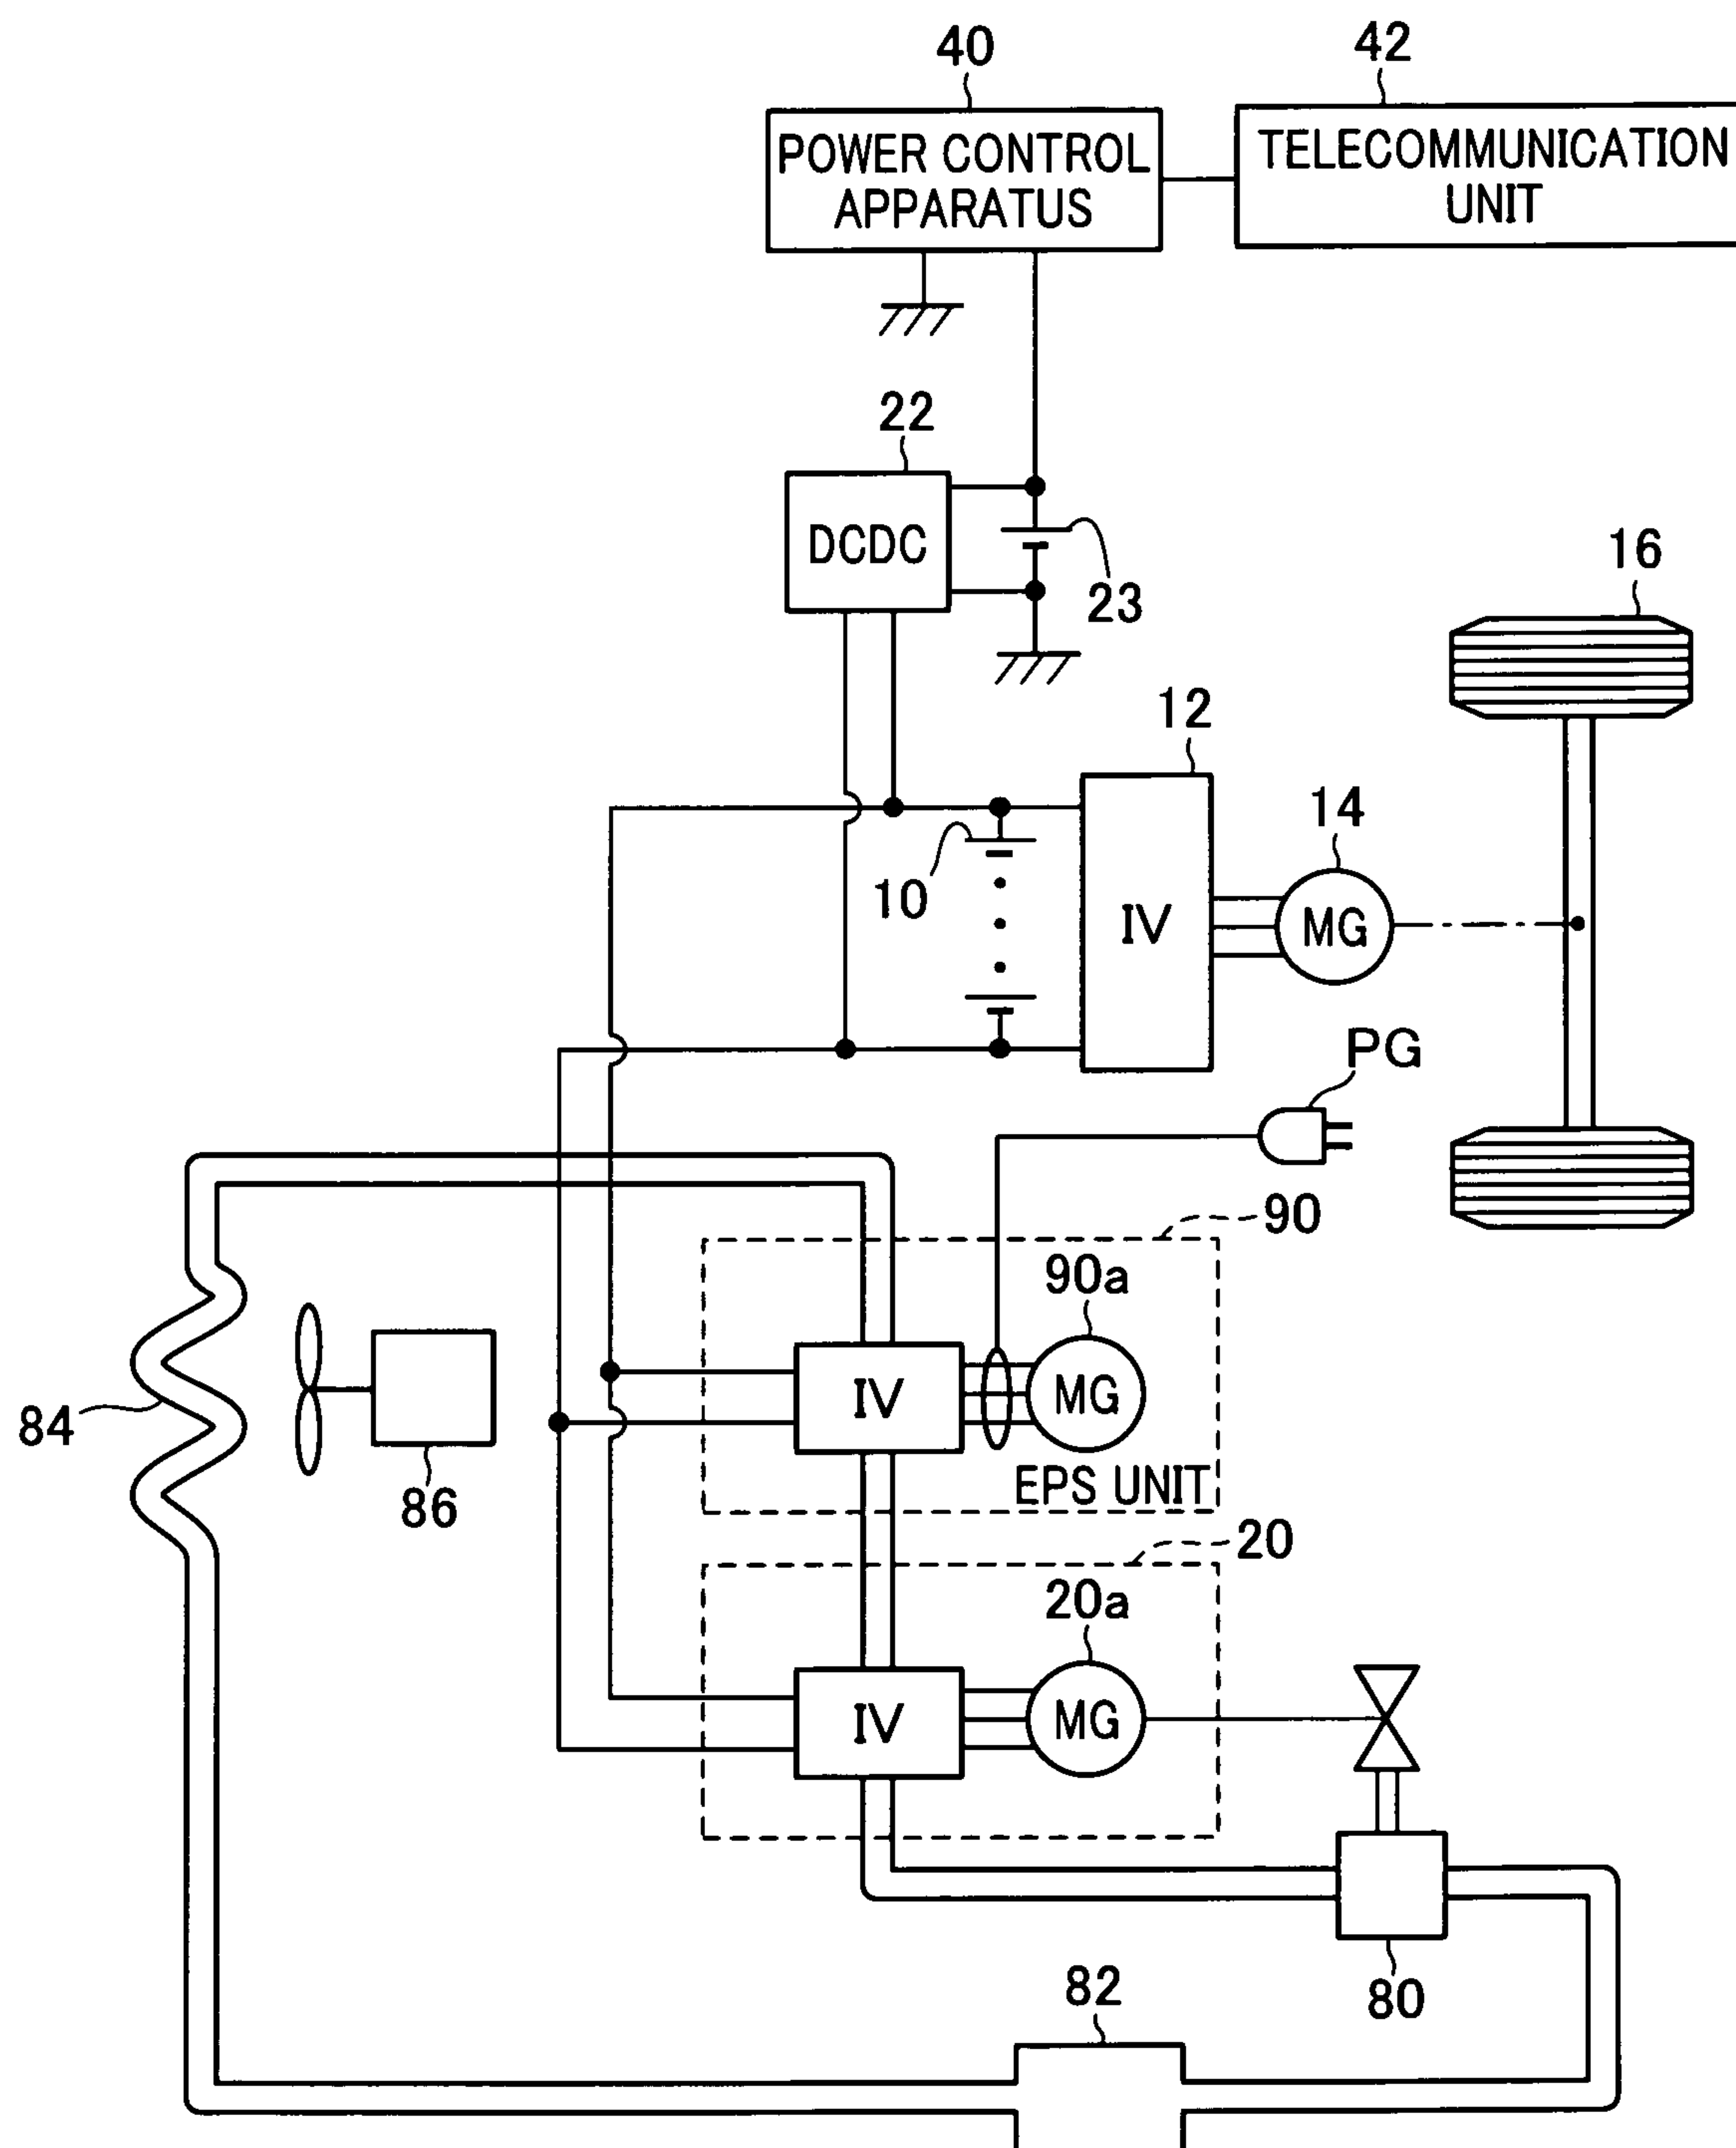 40
42
POWER CONTROL
APPARATUS
TELECOMMUNICATION
UNIT
22
DCDC
23
16
12
14
10
IV
MG
PG
90
90a
IV
MG
EPS UNIT
84
86
20
20a
IV
MG
80
82